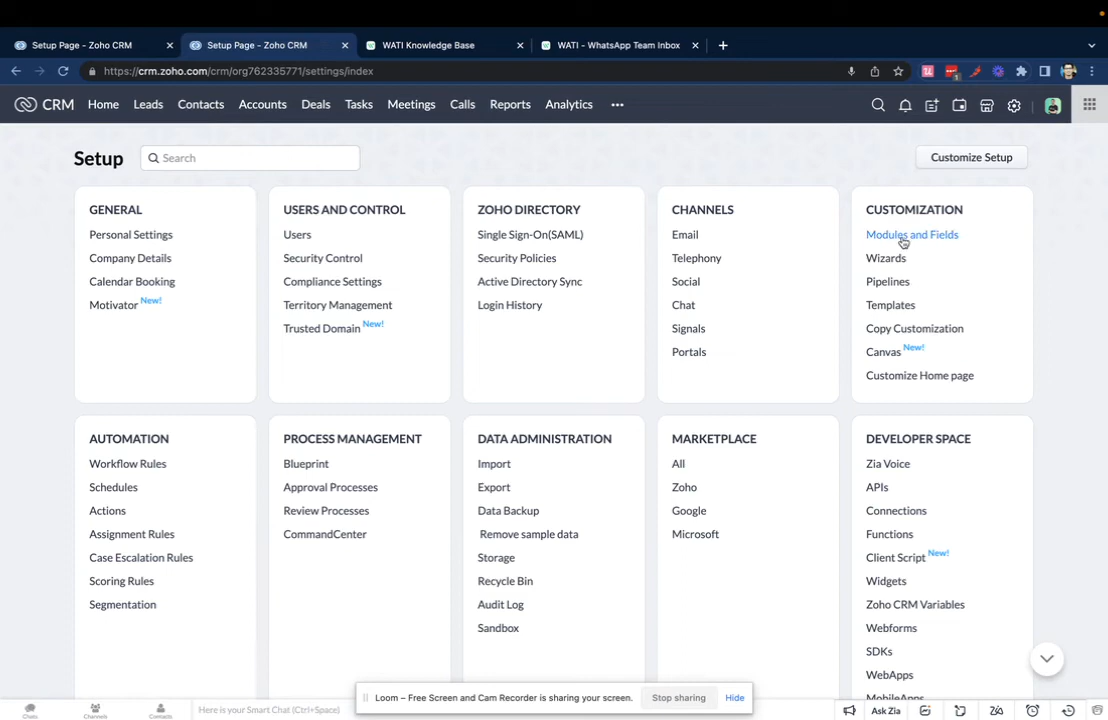 Setup Page - Zoho CRM
Setup Page - Zoho CRM
WATI Knowledge Base
WATI - WhatsApp Team Inbox
https://crm.zoho.com/crm/org762335771/settings/index
CRM Home Leads Contacts Accounts Deals Tasks Meetings Calls Reports Analytics
Setup
Search
Customize Setup
GENERAL
Personal Settings
Company Details
Calendar Booking
Motivator New!
USERS AND CONTROL
Users
Security Control
Compliance Settings
Territory Management
Trusted Domain New!
ZOHO DIRECTORY
Single Sign-On(SAML)
Security Policies
Active Directory Sync
Login History
CHANNELS
Email
Telephony
Social
Chat
Signals
Portals
CUSTOMIZATION
Modules and Fields
Wizards
Pipelines
Templates
Copy Customization
Canvas New!
Customize Home page
AUTOMATION
Workflow Rules
Schedules
Actions
Assignment Rules
Case Escalation Rules
Scoring Rules
Segmentation
PROCESS MANAGEMENT
Blueprint
Approval Processes
Review Processes
CommandCenter
DATA ADMINISTRATION
Import
Export
Data Backup
Remove sample data
Storage
Recycle Bin
Audit Log
Sandbox
MARKETPLACE
All
Zoho
Google
Microsoft
DEVELOPER SPACE
Zia Voice
APIs
Connections
Functions
Client Script New!
Widgets
Zoho CRM Variables
Webforms
SDKs
WebApps
MobileApps
Loom – Free Screen and Cam Recorder is sharing your screen.
Stop sharing
Hide
Chats
Channels
Contacts
Here is your Smart Chat (Ctrl+Space)
Ask Zia